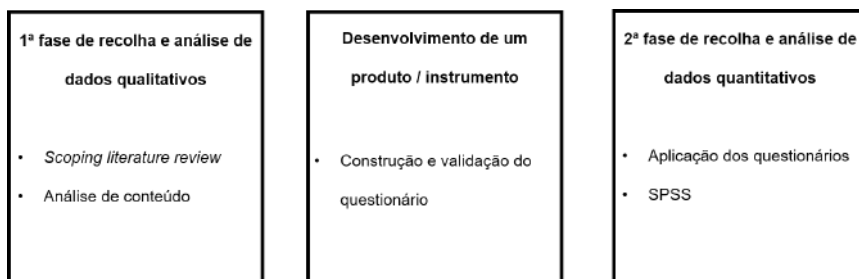 1ª fase de recolha e análise de
dados qualitativos
• Scoping literature review
• Análise de conteúdo
Desenvolvimento de um
produto / instrumento
• Construção e validação do
questionário
2ª fase de recolha e análise de
dados quantitativos
• Aplicação dos questionários
• SPSS